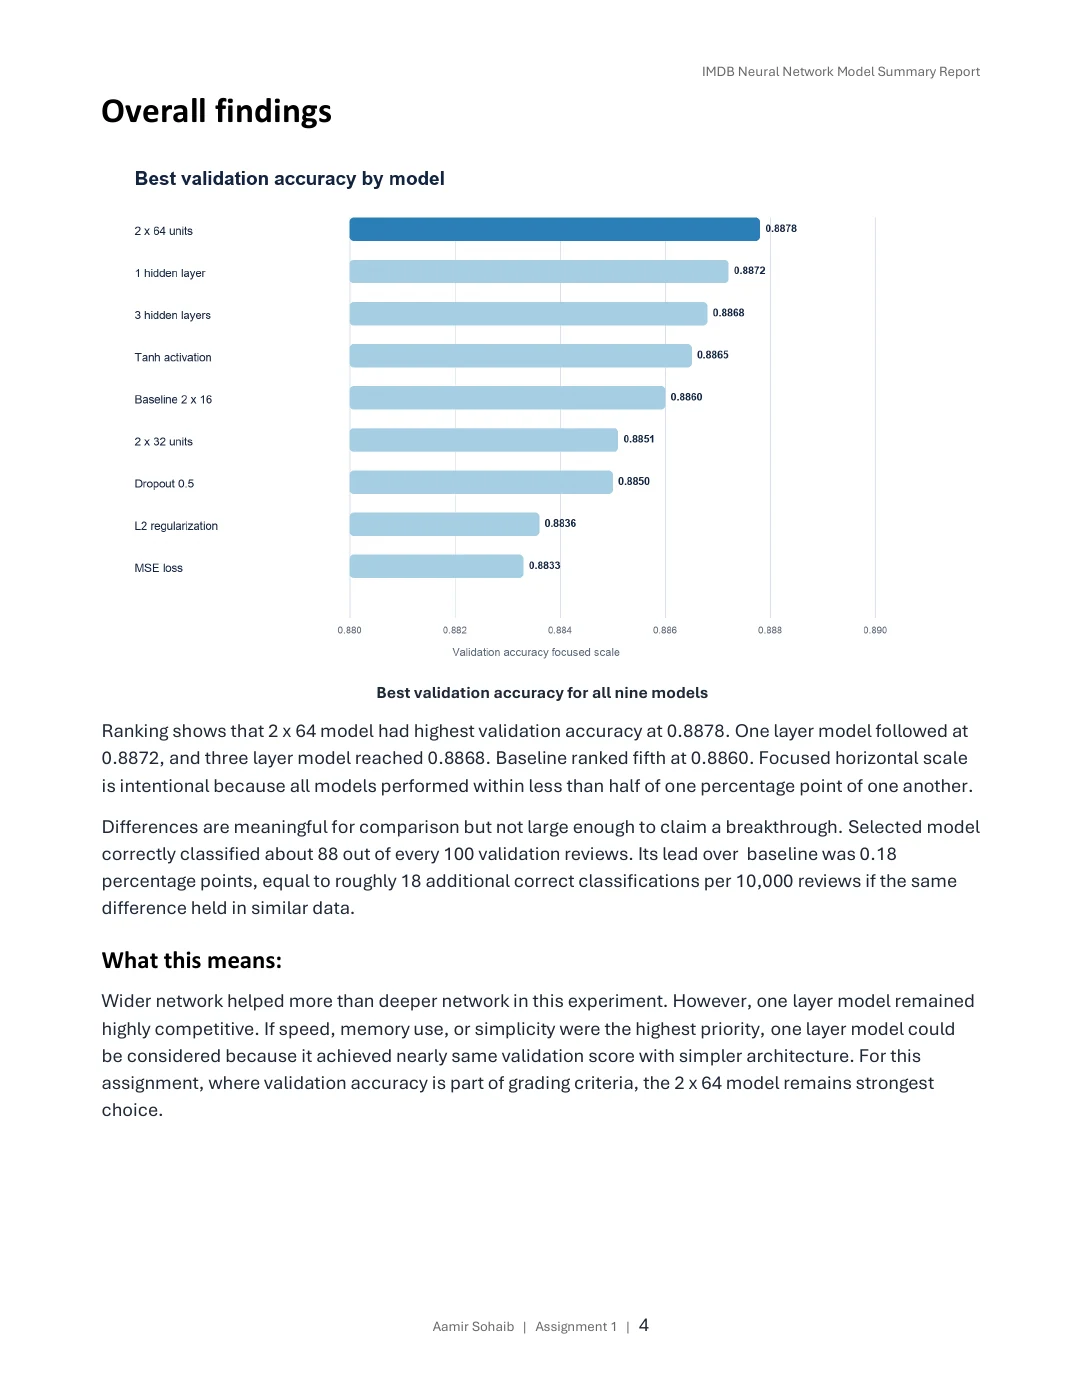 IMDB Neural Network Model Summary Report
Overall findings
Best validation accuracy by model
2 x 64 units 0.8878
1 hidden layer 0.8872
3 hidden layers 0.8868
Tanh activation 0.8865
Baseline 2 x 16 0.8860
2 x 32 units 0.8851
Dropout 0.5 0.8850
L2 regularization 0.8836
MSE loss 0.8833
0.880 0.882 0.884 0.886 0.888 0.890
Validation accuracy focused scale
Best validation accuracy for all nine models
Ranking shows that 2 x 64 model had highest validation accuracy at 0.8878. One layer model followed at
0.8872, and three layer model reached 0.8868. Baseline ranked fifth at 0.8860. Focused horizontal scale
is intentional because all models performed within less than half of one percentage point of one another.
Differences are meaningful for comparison but not large enough to claim a breakthrough. Selected model
correctly classified about 88 out of every 100 validation reviews. Its lead over  baseline was 0.18
percentage points, equal to roughly 18 additional correct classifications per 10,000 reviews if the same
difference held in similar data.
What this means:
Wider network helped more than deeper network in this experiment. However, one layer model remained
highly competitive. If speed, memory use, or simplicity were the highest priority, one layer model could
be considered because it achieved nearly same validation score with simpler architecture. For this
assignment, where validation accuracy is part of grading criteria, the 2 x 64 model remains strongest
choice.
Aamir Sohaib | Assignment 1 | 4